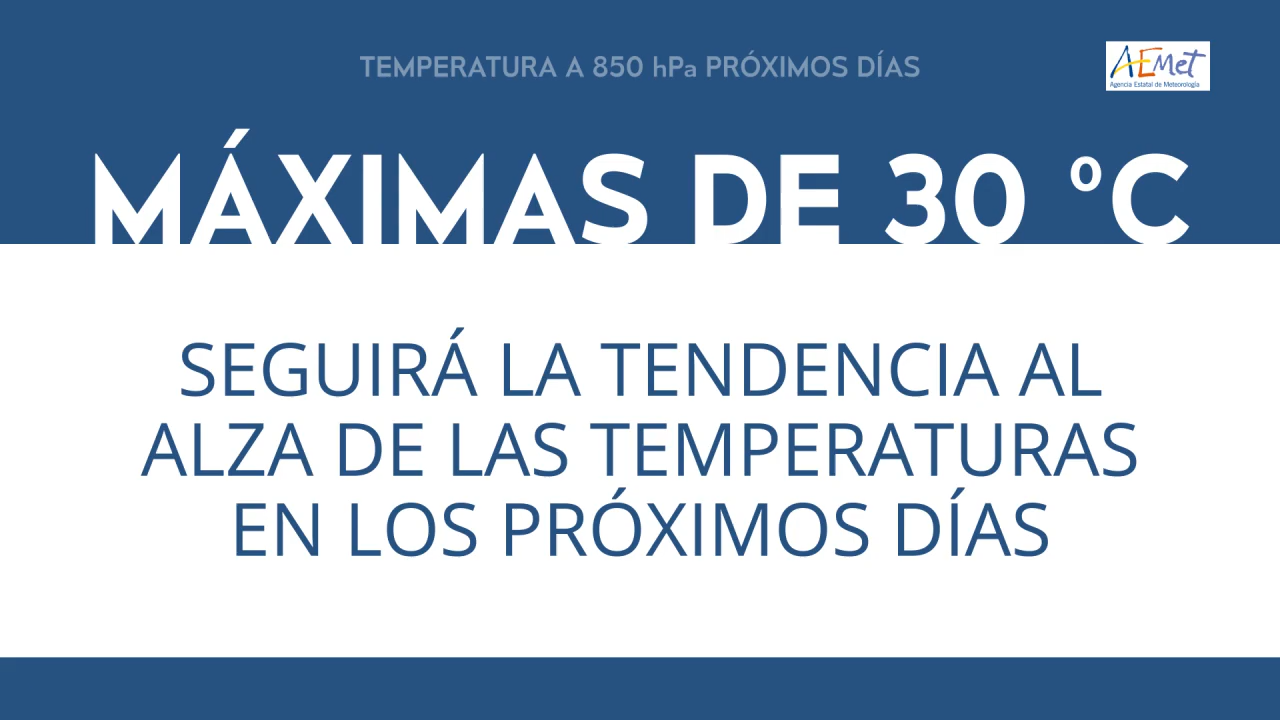 TEMPERATURA A 850 hPa PRÓXIMOS DÍAS
AEMet
Agencia Estatal de Meteorología
MÁXIMAS DE 30 ºC
SEGUIRÁ LA TENDENCIA AL
ALZA DE LAS TEMPERATURAS
EN LOS PRÓXIMOS DÍAS